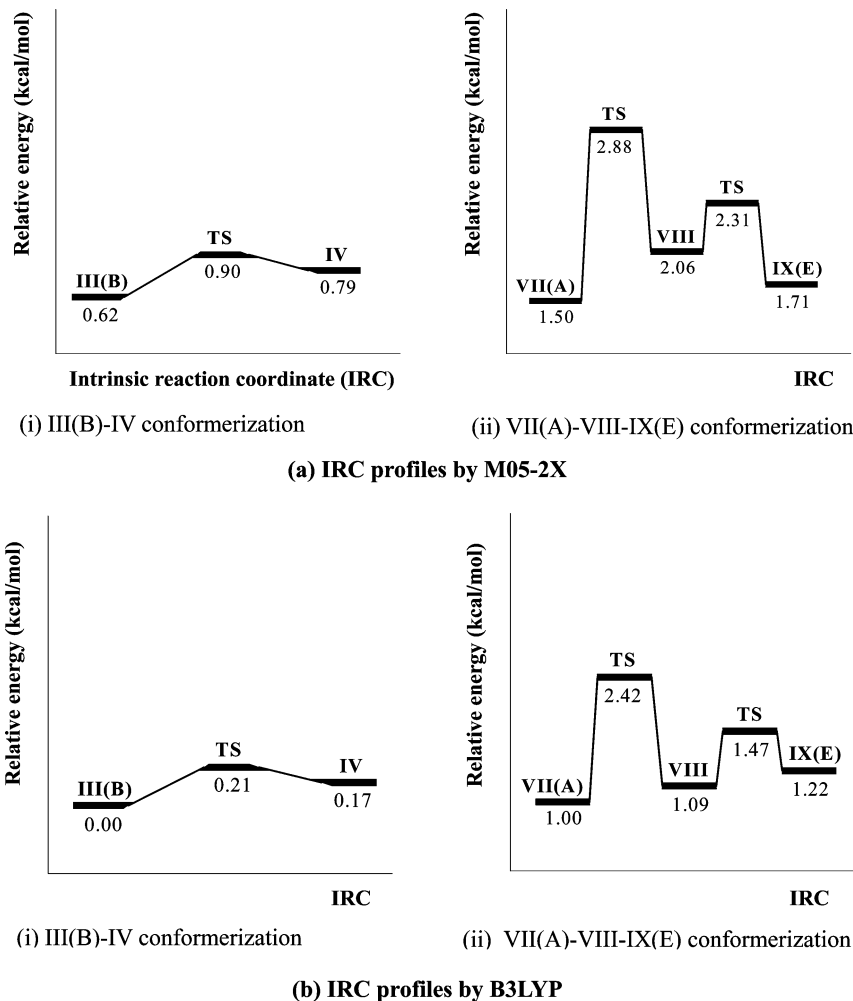 Relative energy (kcal/mol)
III(B)
0.62
TS
0.90
IV
0.79
Intrinsic reaction coordinate (IRC)
(i) III(B)-IV conformerization
Relative energy (kcal/mol)
VII(A)
1.50
TS
2.88
VIII
2.06
TS
2.31
IX(E)
1.71
IRC
(ii) VII(A)-VIII-IX(E) conformerization
(a) IRC profiles by M05-2X
Relative energy (kcal/mol)
III(B)
0.00
TS
0.21
IV
0.17
IRC
(i) III(B)-IV conformerization
Relative energy (kcal/mol)
VII(A)
1.00
TS
2.42
VIII
1.09
TS
1.47
IX(E)
1.22
IRC
(ii) VII(A)-VIII-IX(E) conformerization
(b) IRC profiles by B3LYP